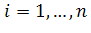 i = 1, … , n